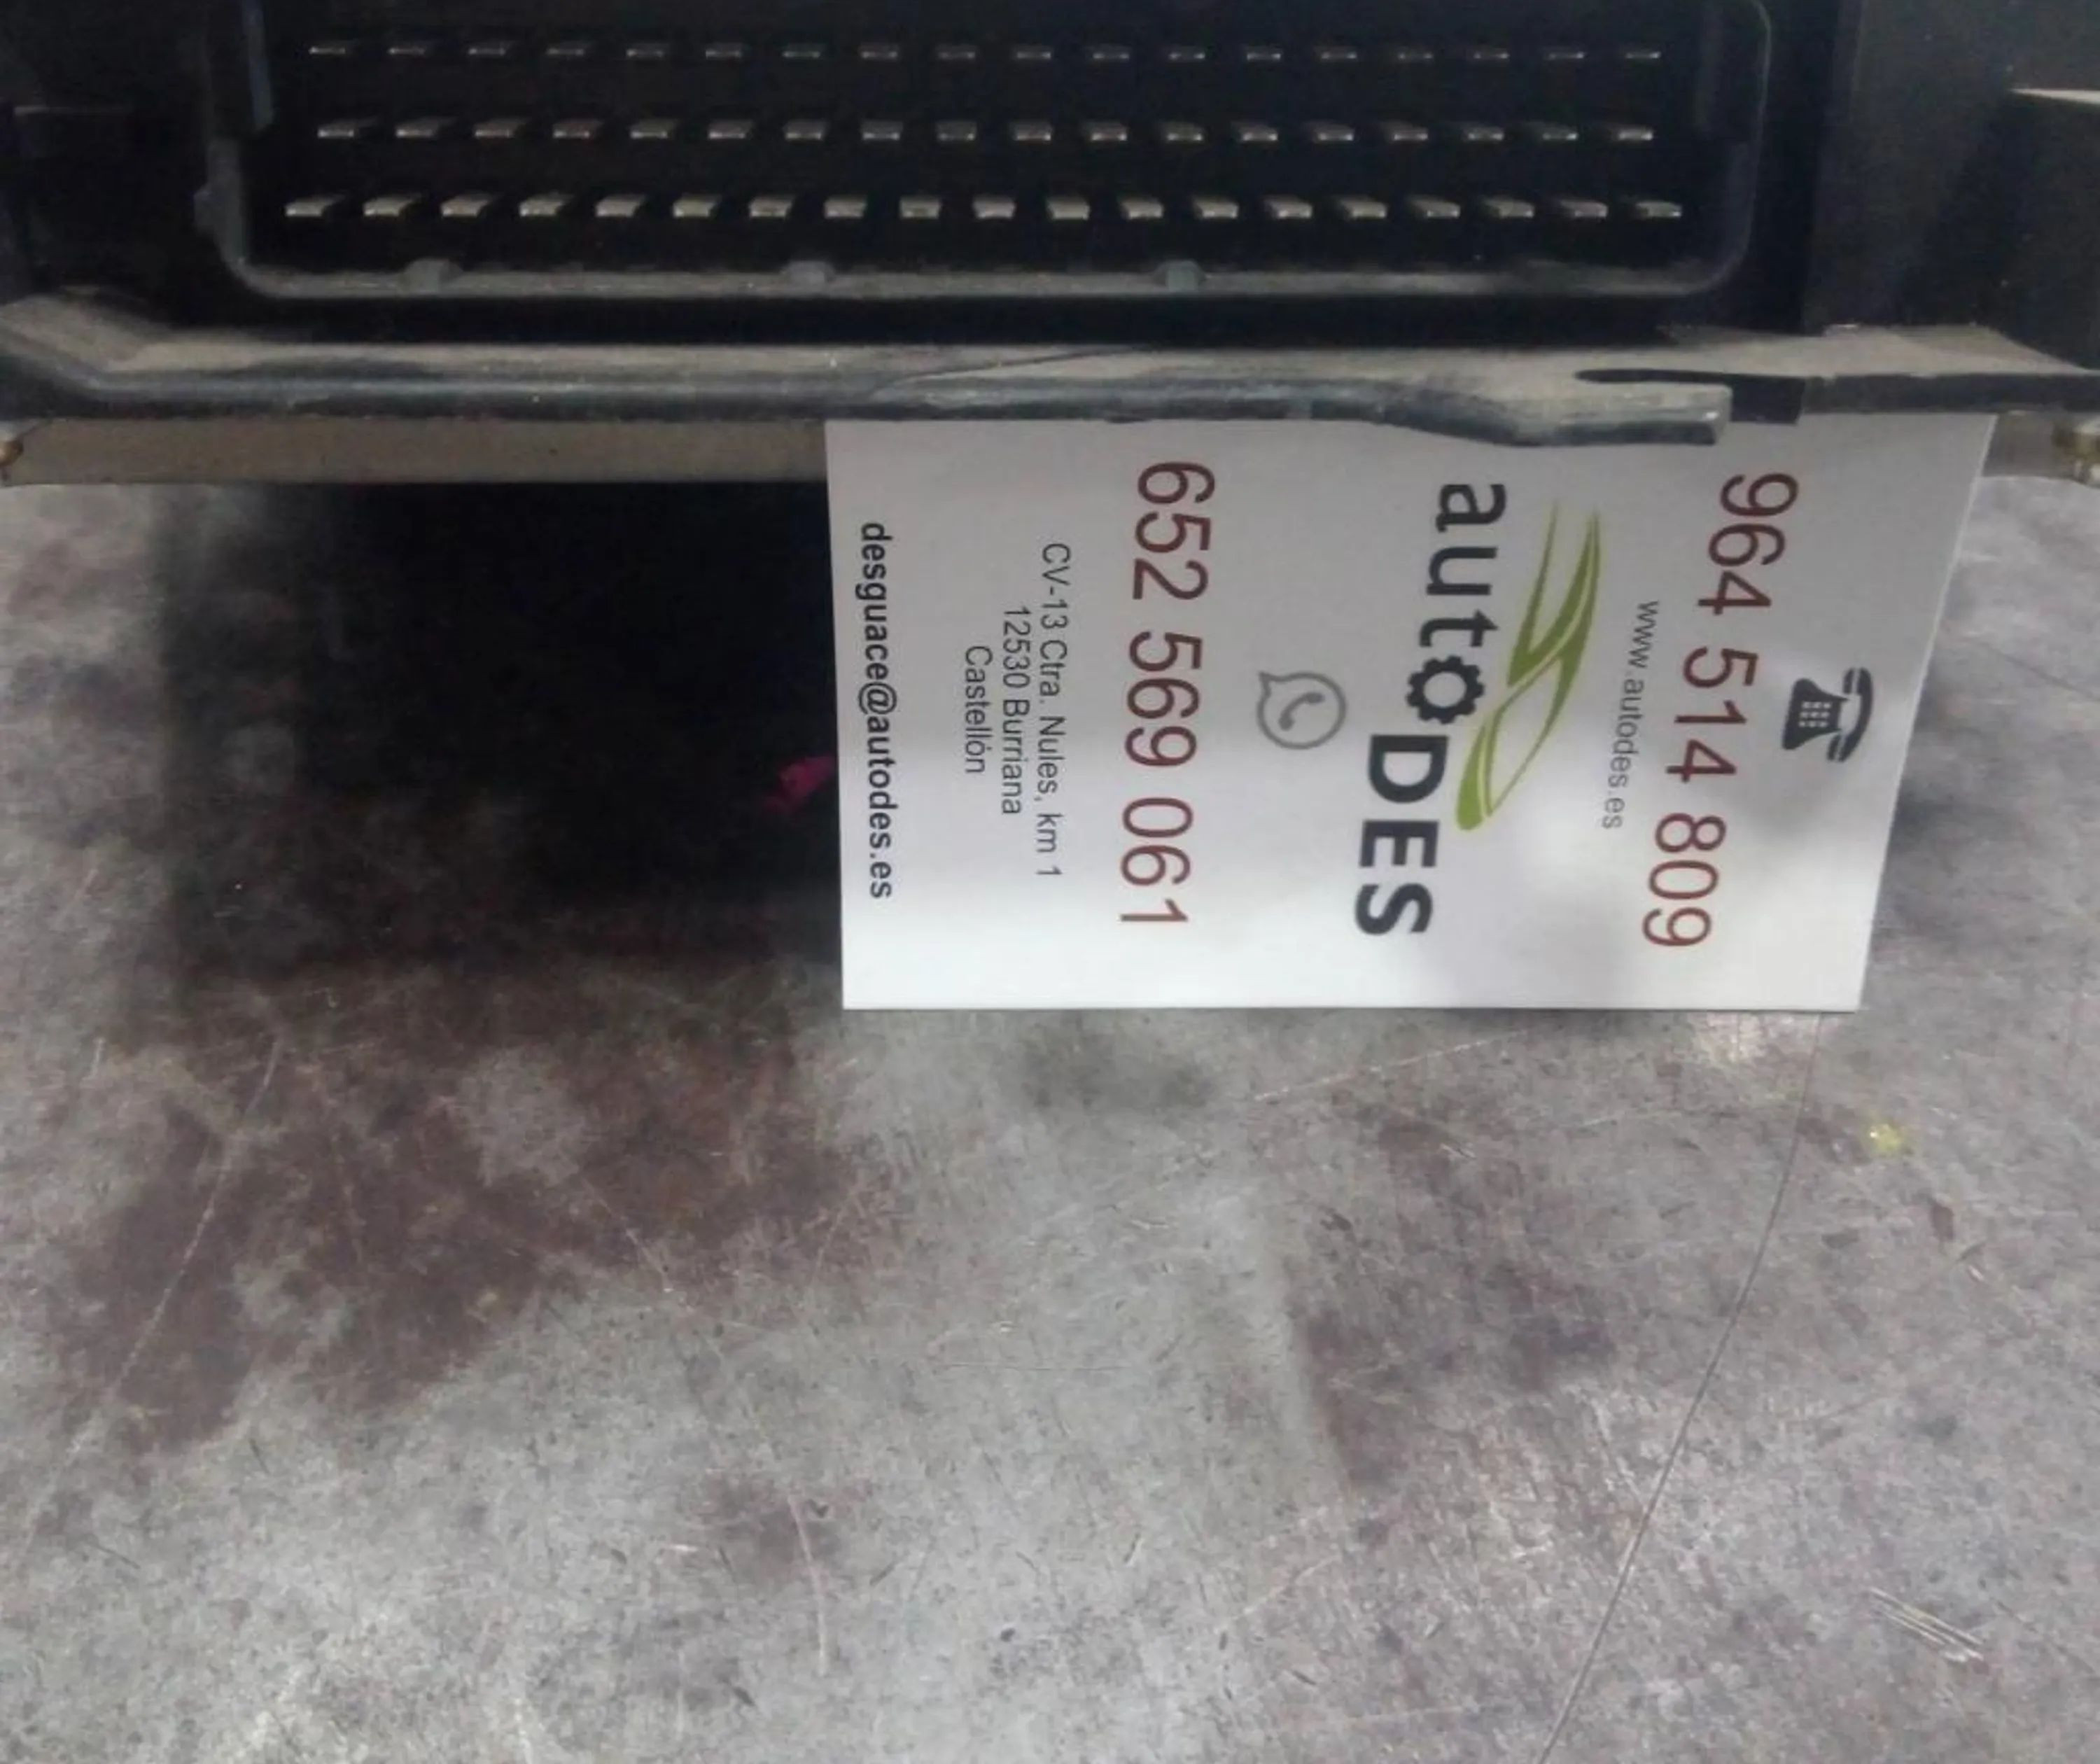 964 514 809
www.autodes.es
autoDES
652 569 061
CV-13 Ctra. Nules, km 1
12530 Burriana
Castellón
desguace@autodes.es